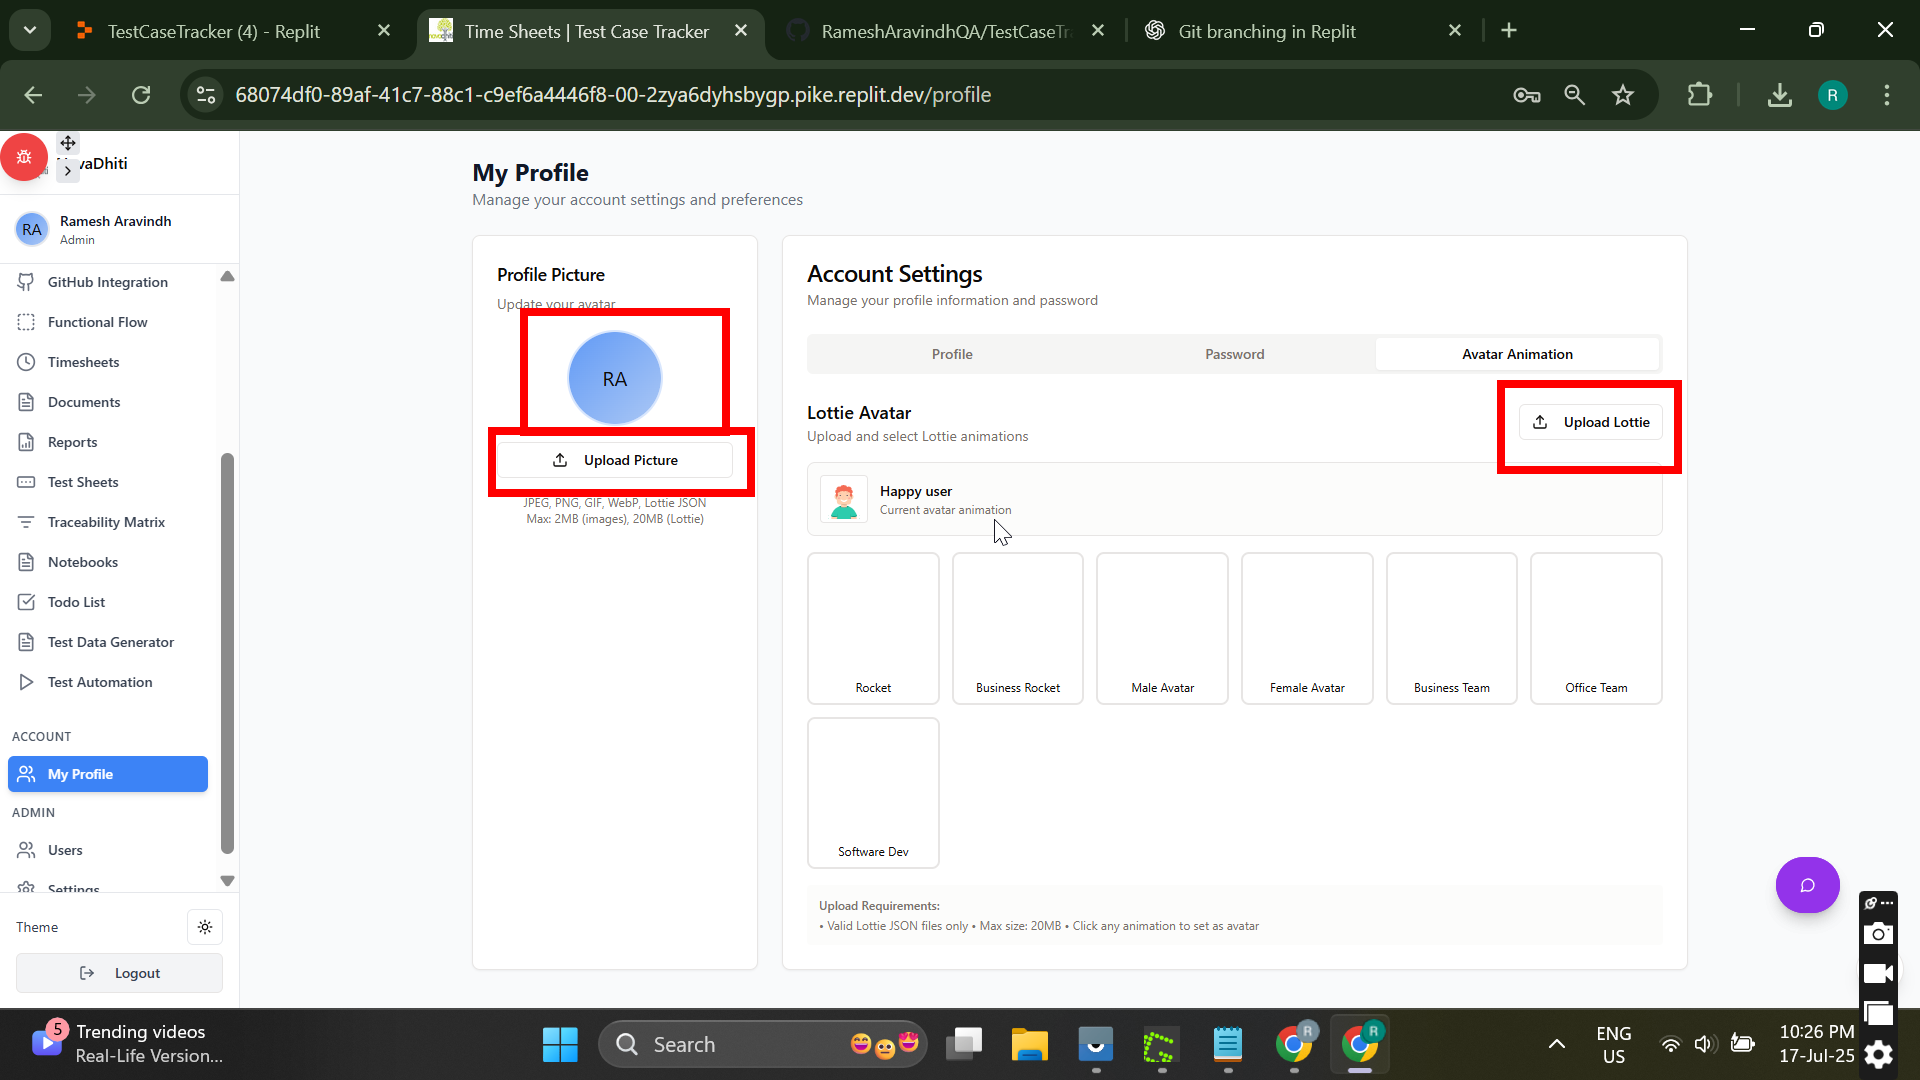 TestCaseTracker (4) - Replit
Time Sheets | Test Case Tracker
RameshAravindhQA/TestCaseTr
Git branching in Replit
68074df0-89af-41c7-88c1-c9ef6a4446f8-00-2zya6dyhsbygp.pike.replit.dev/profile
R
vaDhiti
RA
Ramesh Aravindh
Admin
GitHub Integration
Functional Flow
Timesheets
Documents
Reports
Test Sheets
Traceability Matrix
Notebooks
Todo List
Test Data Generator
Test Automation
ACCOUNT
My Profile
ADMIN
Users
Settings
Theme
Logout
My Profile
Manage your account settings and preferences
Profile Picture
Update your avatar
RA
Upload Picture
JPEG, PNG, GIF, WebP, Lottie JSON
Max: 2MB (images), 20MB (Lottie)
Account Settings
Manage your profile information and password
Profile
Password
Avatar Animation
Lottie Avatar
Upload and select Lottie animations
Upload Lottie
Happy user
Current avatar animation
Rocket
Business Rocket
Male Avatar
Female Avatar
Business Team
Office Team
Software Dev
Upload Requirements:
• Valid Lottie JSON files only • Max size: 20MB • Click any animation to set as avatar
5
Trending videos
Real-Life Version...
Search
R
R
ENG
US
10:26 PM
17-Jul-25